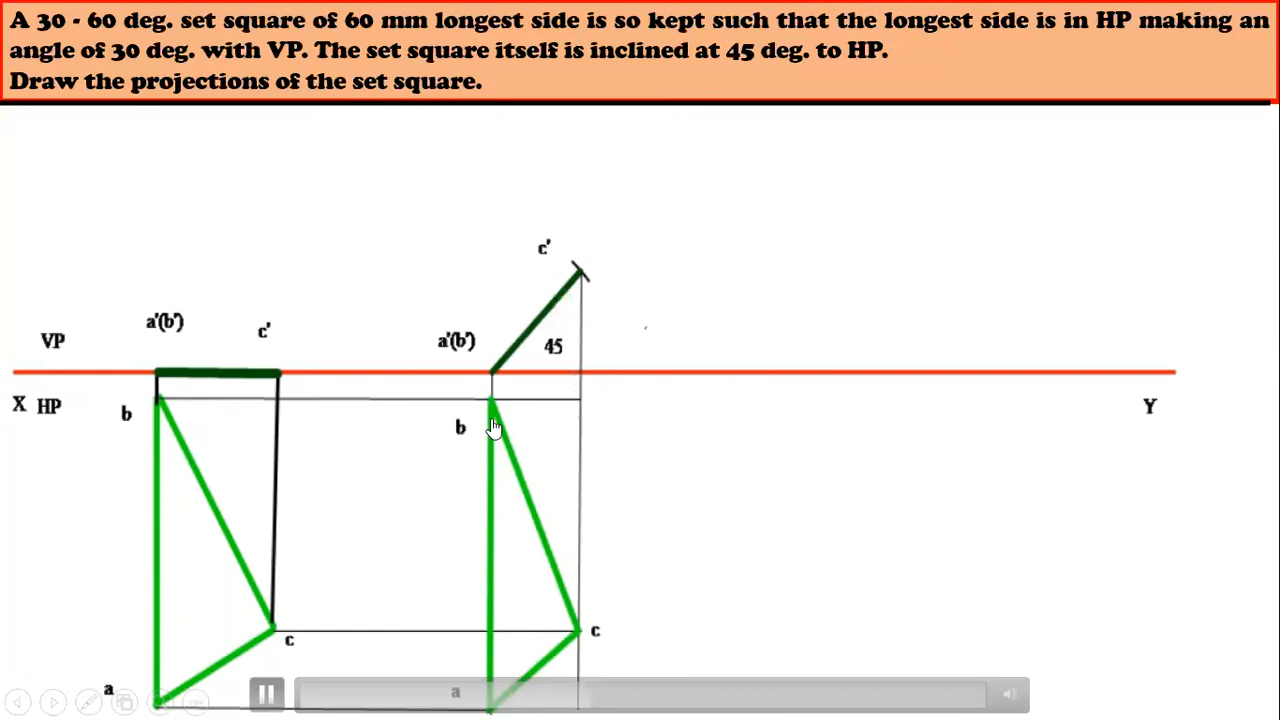 A 30 - 60 deg. set square of 60 mm longest side is so kept such that the longest side is in HP making an
angle of 30 deg. with VP. The set square itself is inclined at 45 deg. to HP.
Draw the projections of the set square.
c'
a'(b')
c'
VP
a'(b')
45
X HP
Y
b
b
c
c
a
a